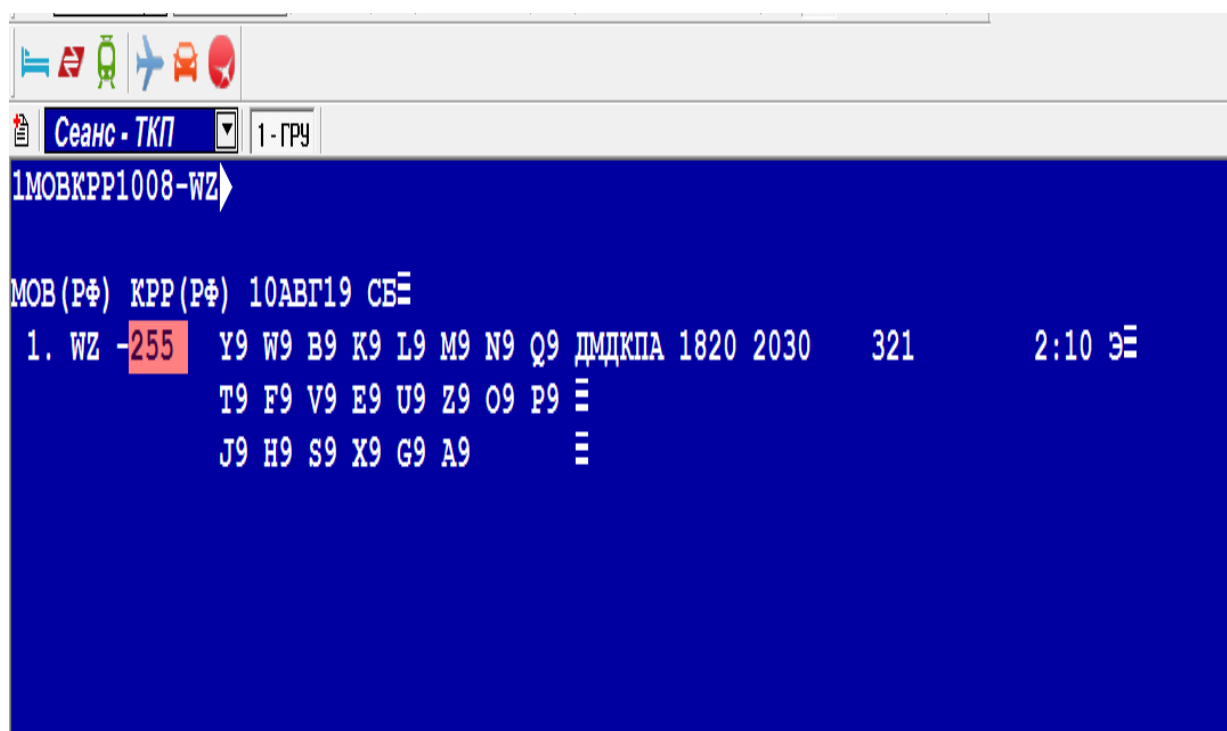 Сеанс - ТКП 1 - ГРУ
1МОВКРР1008-WZ
МОВ(РФ) КРР(РФ) 10АВГ19 СБ
1. WZ -255 Y9 W9 B9 K9 L9 M9 N9 Q9 ДМДКПА 1820 2030 321 2:10 Э
T9 F9 V9 E9 U9 Z9 O9 P9
J9 H9 S9 X9 G9 A9